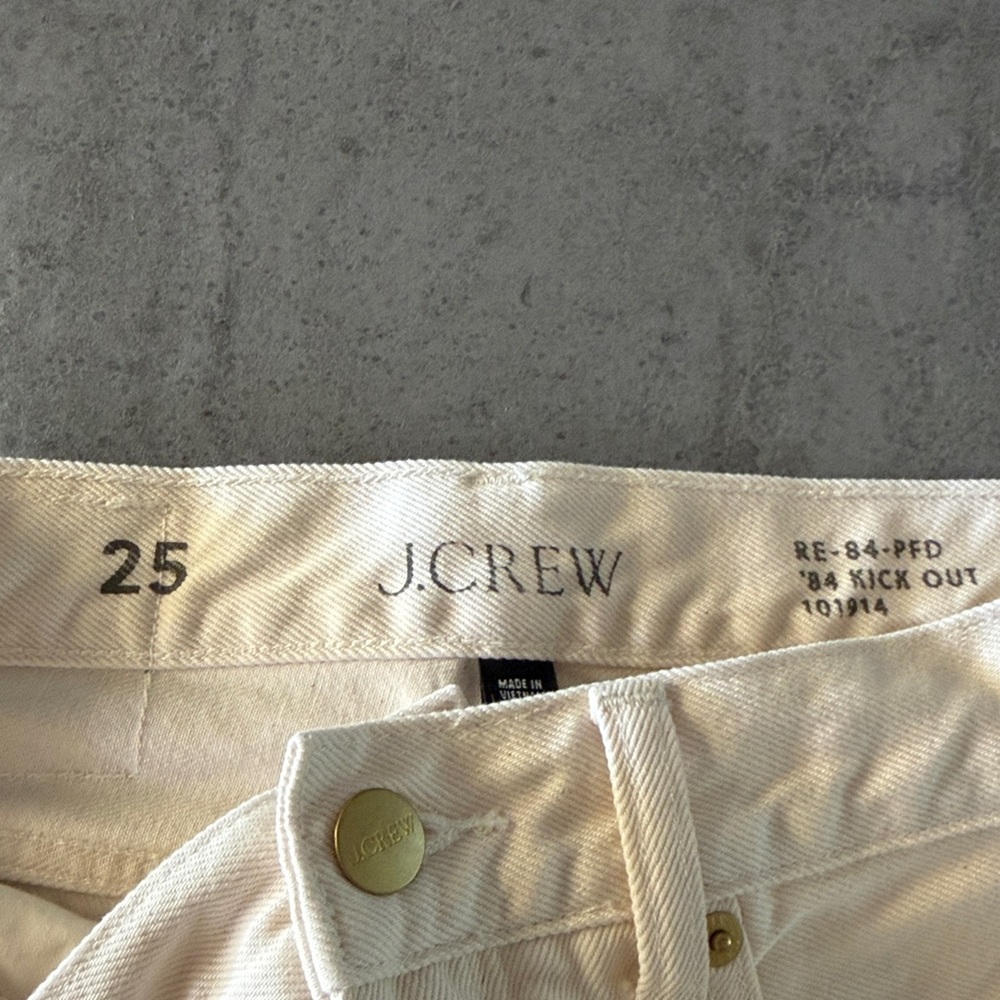 25
J.CREW
RE-84-PFD
'84 KICK OUT
101914
MADE IN
J.CREW